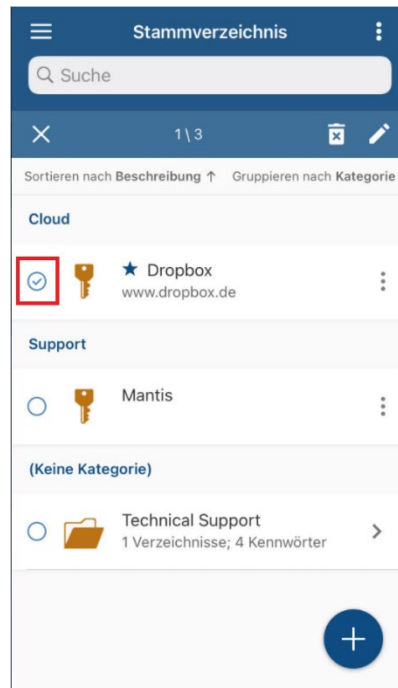 Stammverzeichnis
Suche
1\3
Sortieren nach Beschreibung ↑ Gruppieren nach Kategorie
Cloud
★ Dropbox
www.dropbox.de
Support
Mantis
(Keine Kategorie)
Technical Support
1 Verzeichnisse; 4 Kennwörter